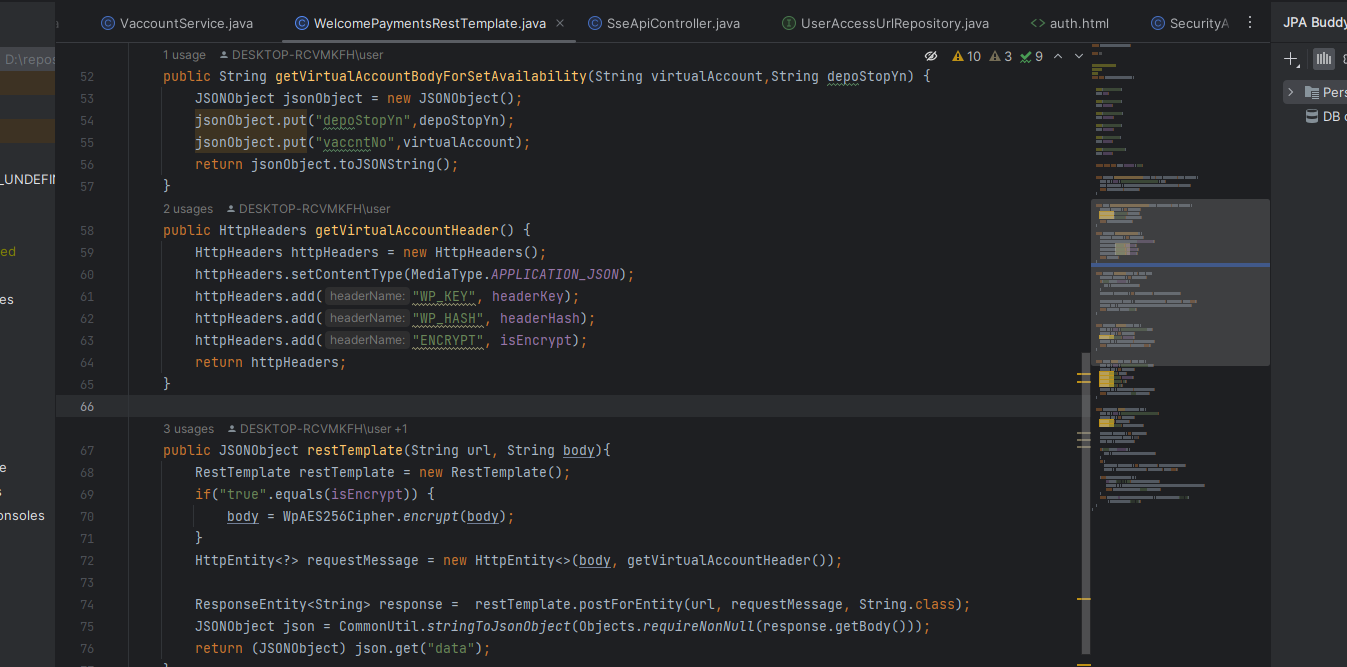 VaccountService.java WelcomePaymentsRestTemplate.java SseApiController.java UserAccessUrlRepository.java auth.html SecurityA JPA Buddy
D:\repos
1 usage DESKTOP-RCVMKFH\user 10 3 9
52 public String getVirtualAccountBodyForSetAvailability(String virtualAccount,String depoStopYn) {
53 JSONObject jsonObject = new JSONObject();
54 jsonObject.put("depoStopYn",depoStopYn);
55 jsonObject.put("vaccntNo",virtualAccount);
56 return jsonObject.toJSONString();
57 }
2 usages DESKTOP-RCVMKFH\user
58 public HttpHeaders getVirtualAccountHeader() {
59 HttpHeaders httpHeaders = new HttpHeaders();
60 httpHeaders.setContentType(MediaType.APPLICATION_JSON);
61 httpHeaders.add( headerName: "WP_KEY", headerKey);
62 httpHeaders.add( headerName: "WP_HASH", headerHash);
63 httpHeaders.add( headerName: "ENCRYPT", isEncrypt);
64 return httpHeaders;
65 }
66
3 usages DESKTOP-RCVMKFH\user +1
67 public JSONObject restTemplate(String url, String body){
68 RestTemplate restTemplate = new RestTemplate();
69 if("true".equals(isEncrypt)) {
70 body = WpAES256Cipher.encrypt(body);
71 }
72 HttpEntity<?> requestMessage = new HttpEntity<>(body, getVirtualAccountHeader());
73
74 ResponseEntity<String> response = restTemplate.postForEntity(url, requestMessage, String.class);
75 JSONObject json = CommonUtil.stringToJsonObject(Objects.requireNonNull(response.getBody()));
76 return (JSONObject) json.get("data");
_UNDEFIN
ed
es
e
s
onsoles
Pers
DB